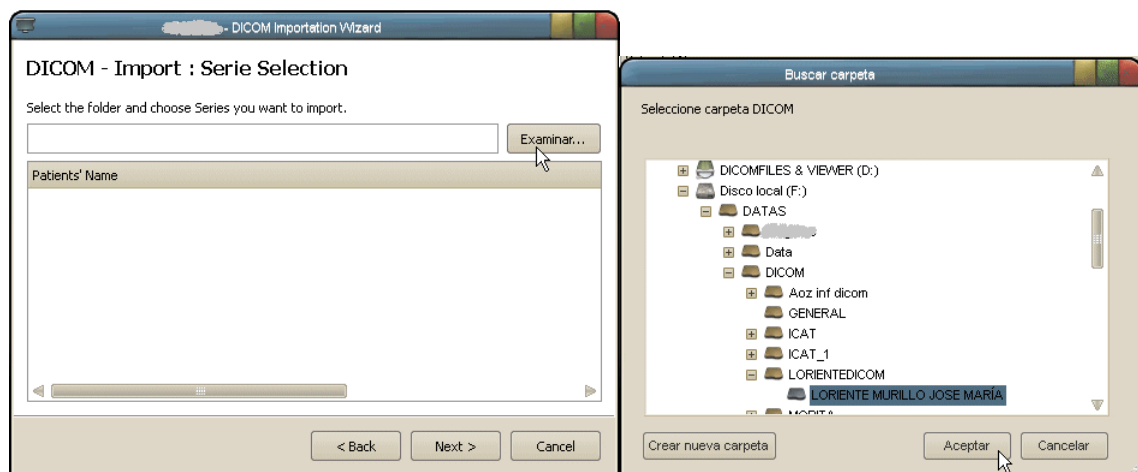 - DICOM Importation Wizard
DICOM - Import : Serie Selection
Select the folder and choose Series you want to import.
Examinar...
Patients' Name
< Back
Next >
Cancel
Buscar carpeta
Seleccione carpeta DICOM
DICOMFILES & VIEWER (D:)
Disco local (F:)
DATAS
Data
DICOM
Aoz inf dicom
GENERAL
ICAT
ICAT_1
LORIENTEDICOM
LORIENTE MURILLO JOSE MARÍA
MORITA
Crear nueva carpeta
Aceptar
Cancelar